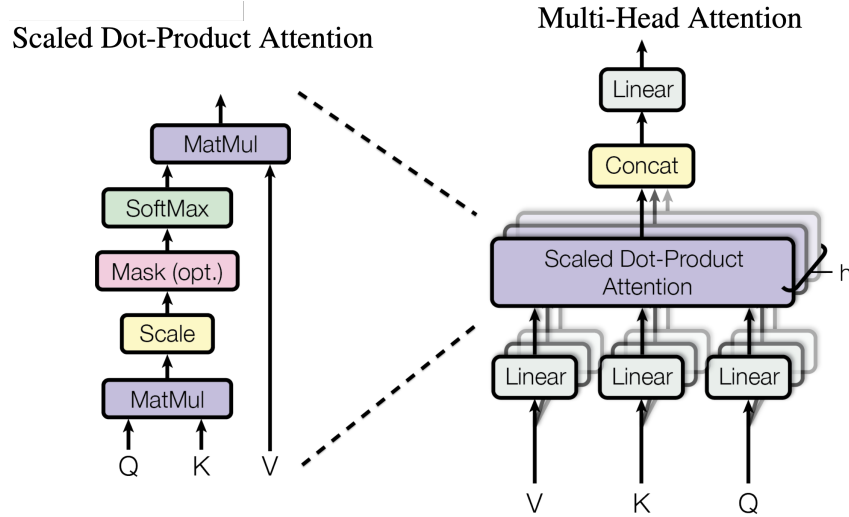 Scaled Dot-Product Attention
MatMul
SoftMax
Mask (opt.)
Scale
MatMul
Q K V
Multi-Head Attention
Linear
Concat
Scaled Dot-Product
Attention
h
Linear Linear Linear
V K Q